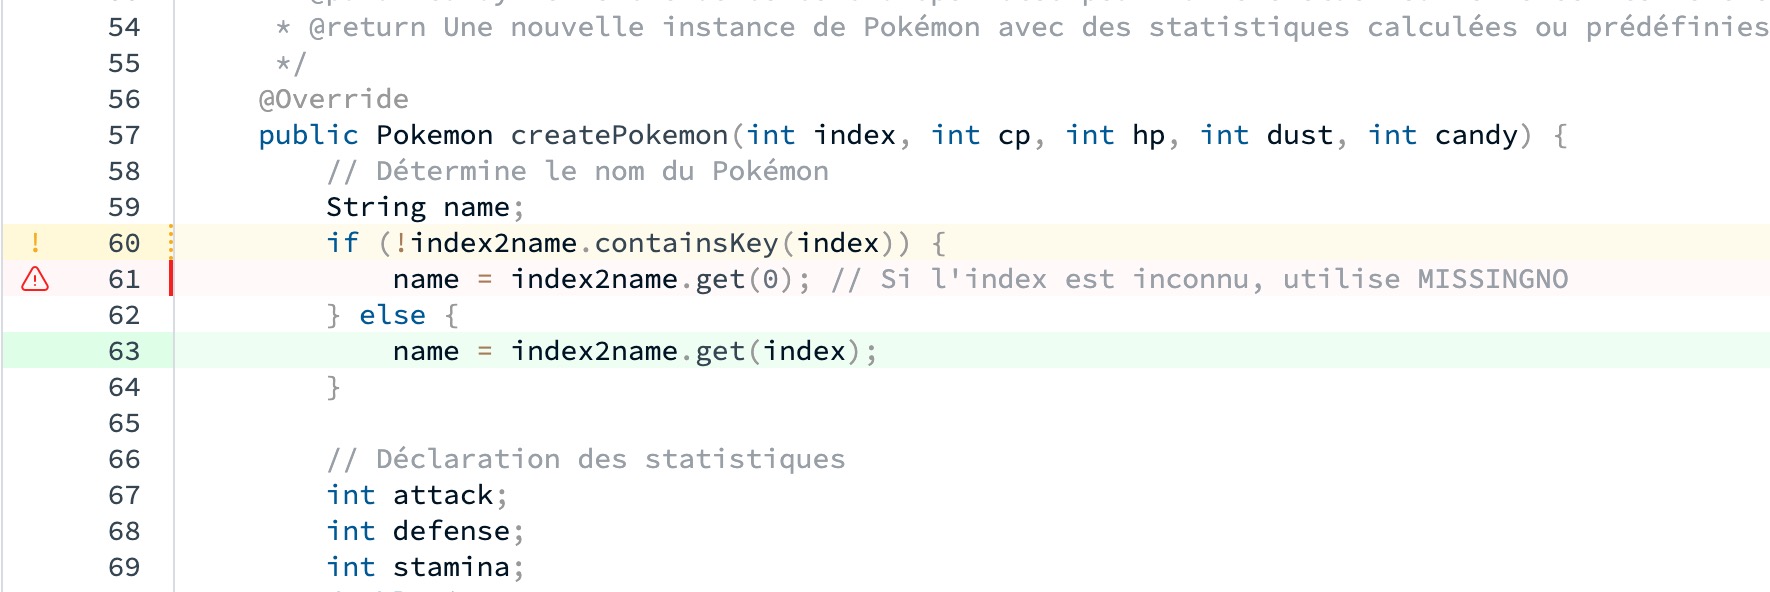 54 * @return Une nouvelle instance de Pokémon avec des statistiques calculées ou prédéfinies
55 */
56 @Override
57 public Pokemon createPokemon(int index, int cp, int hp, int dust, int candy) {
58 // Détermine le nom du Pokémon
59 String name;
! 60 if (!index2name.containsKey(index)) {
61 name = index2name.get(0); // Si l'index est inconnu, utilise MISSINGNO
62 } else {
63 name = index2name.get(index);
64 }
65
66 // Déclaration des statistiques
67 int attack;
68 int defense;
69 int stamina;